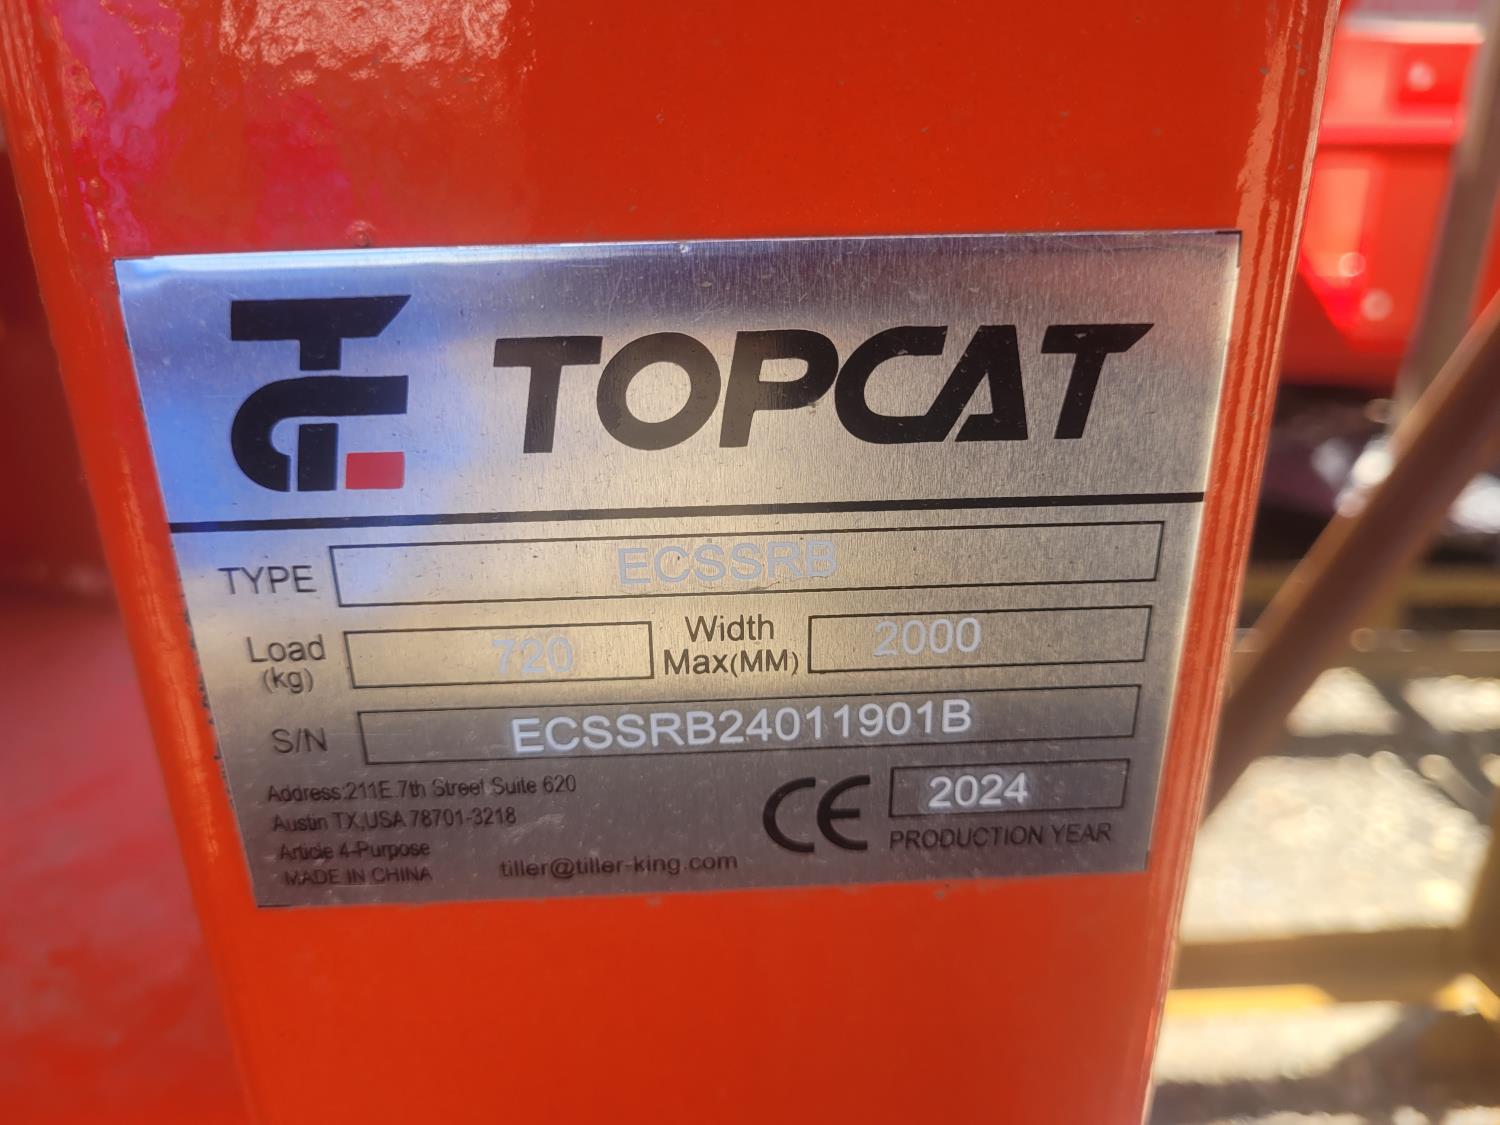 TOPCAT
TYPE ECSSRB
Load (kg) 720 Width Max(MM) 2000
S/N ECSSRB24011901B
Address:211E.7th Street Suite 620
Austin TX,USA 78701-3218
Article 4-Purpose
MADE IN CHINA
tiller@tiller-king.com
CE
2024
PRODUCTION YEAR